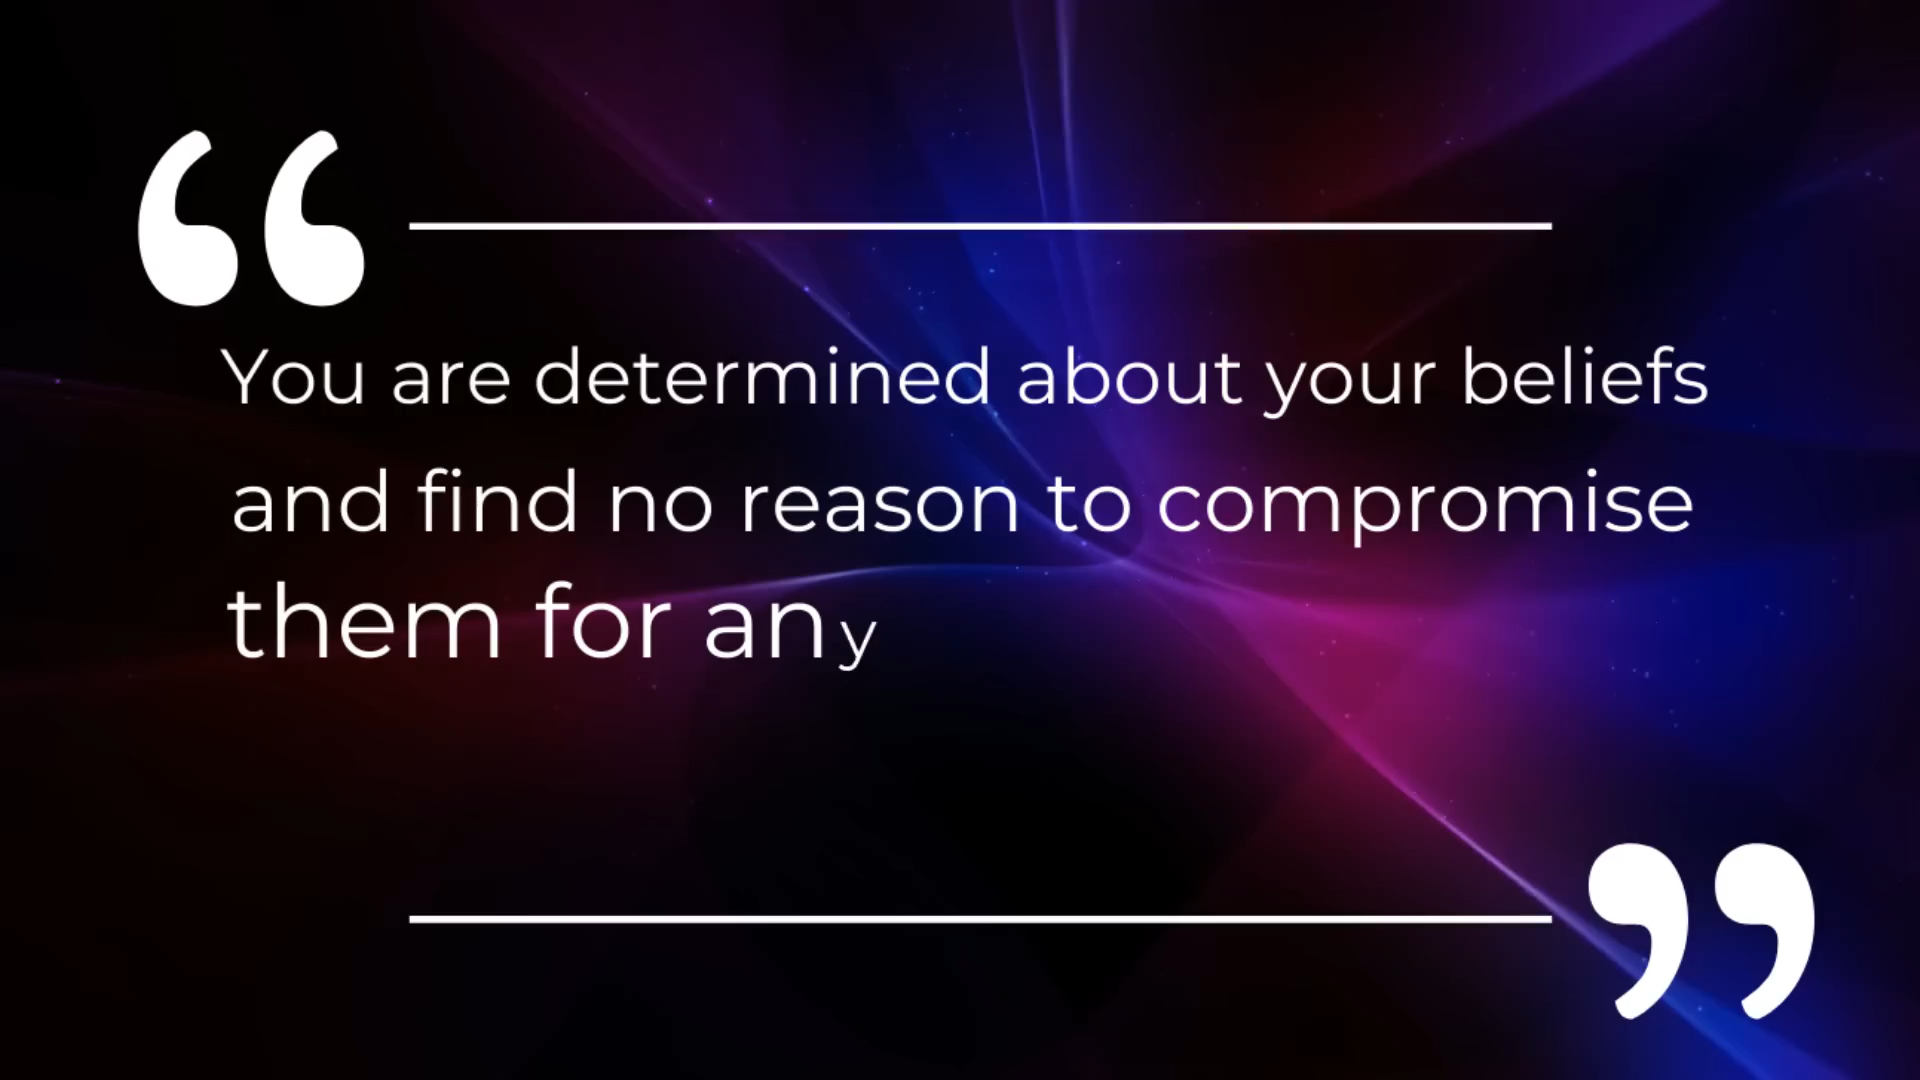 “
You are determined about your beliefs
and find no reason to compromise
them for any
”